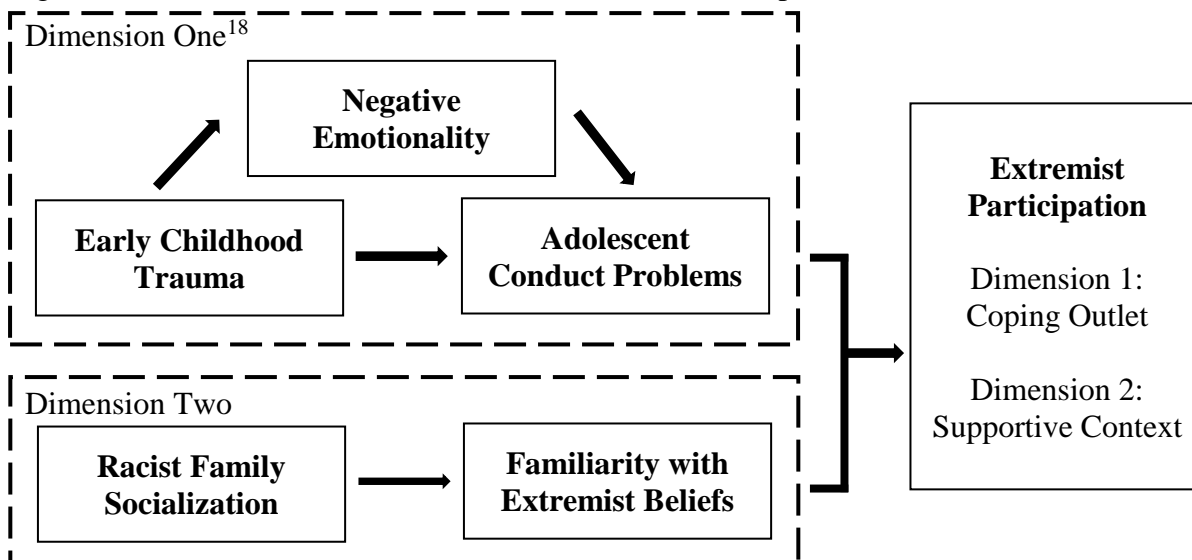 Dimension One18
Negative
Emotionality
Early Childhood
Trauma
Adolescent
Conduct Problems
Dimension Two
Racist Family
Socialization
Familiarity with
Extremist Beliefs
Extremist
Participation
Dimension 1:
Coping Outlet
Dimension 2:
Supportive Context